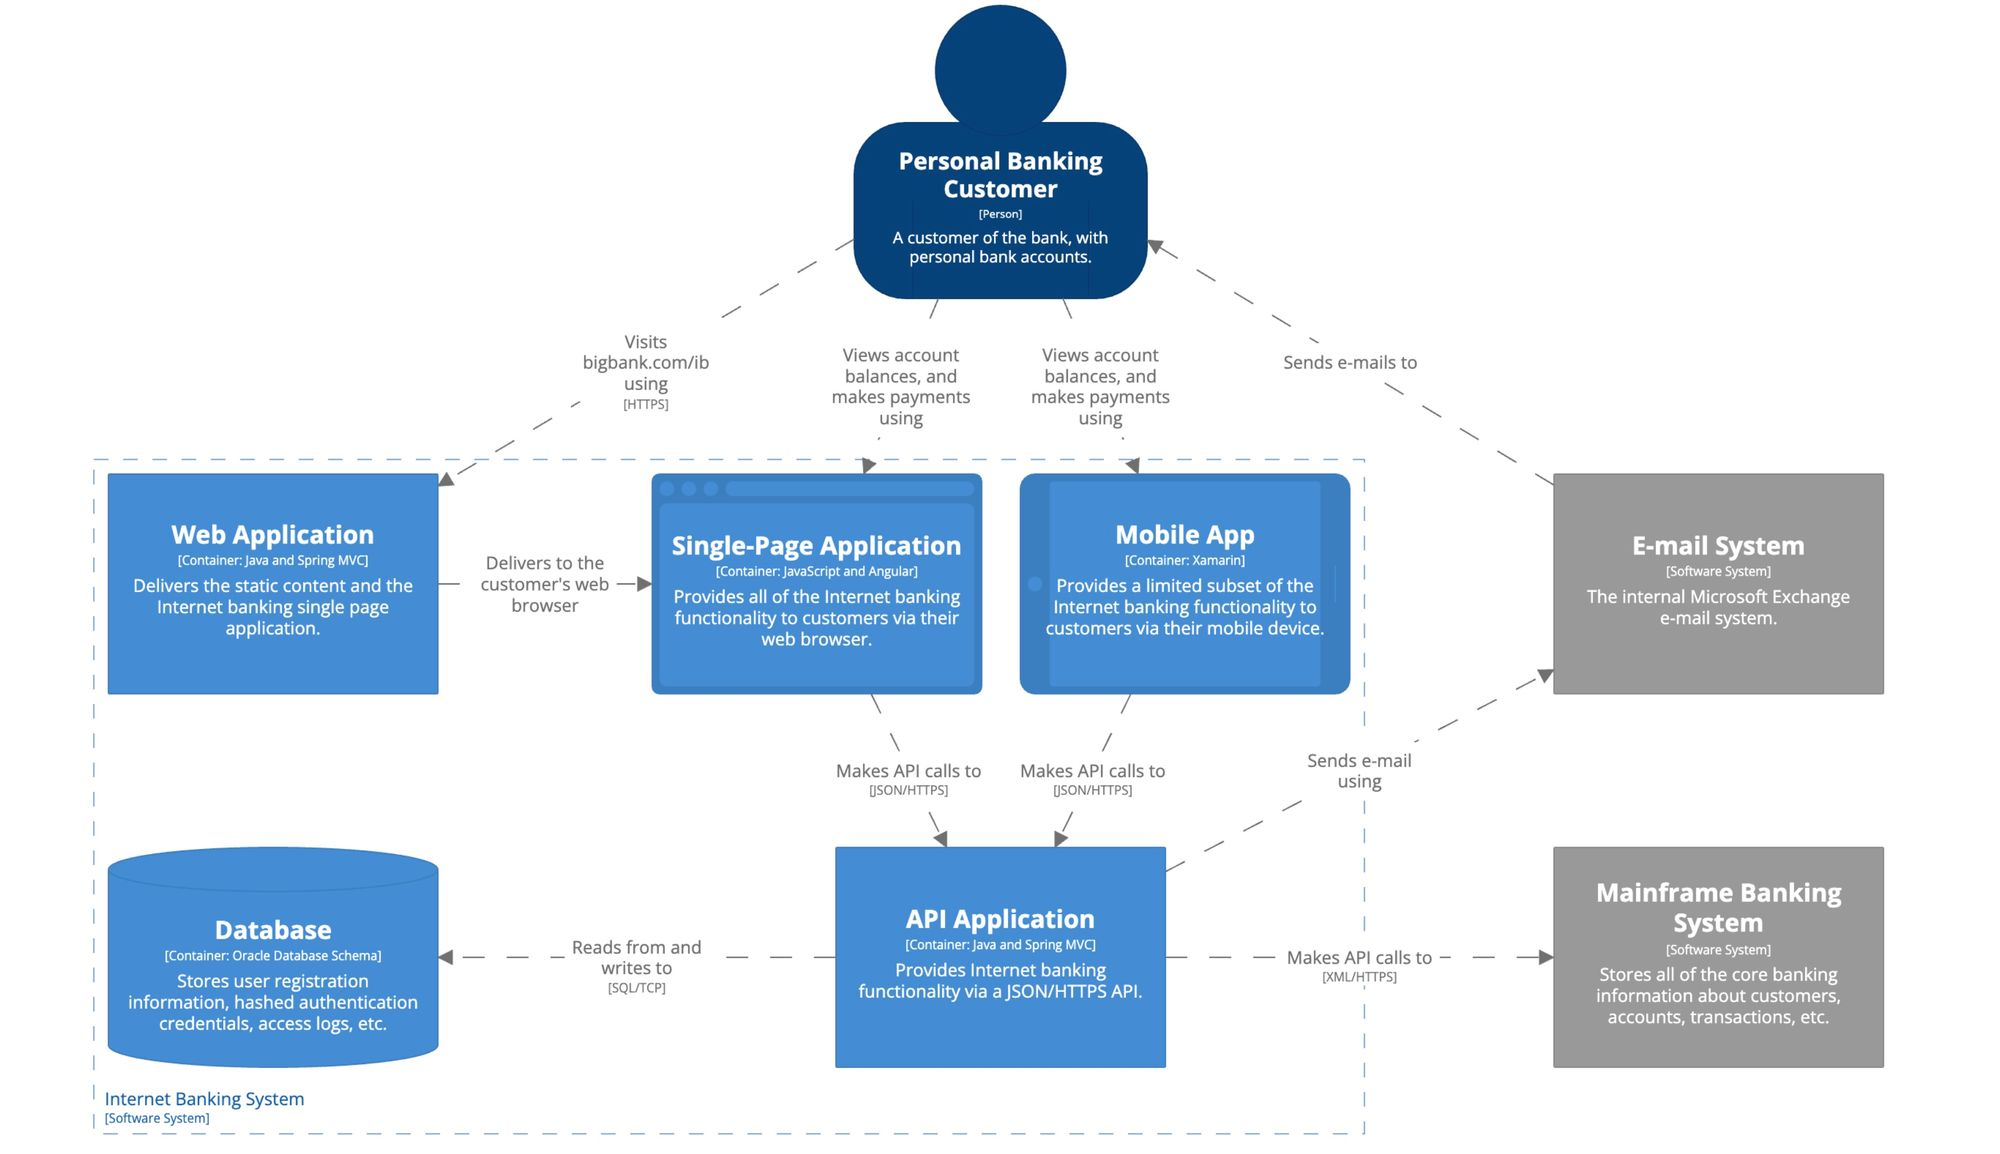 Personal Banking
Customer
[Person]
A customer of the bank, with
personal bank accounts.
Visits
bigbank.com/ib
using
[HTTPS]
Views account
balances, and
makes payments
using
Views account
balances, and
makes payments
using
Sends e-mails to
Web Application
[Container: Java and Spring MVC]
Delivers the static content and the
Internet banking single page
application.
Delivers to the
customer's web
browser
Single-Page Application
[Container: JavaScript and Angular]
Provides all of the Internet banking
functionality to customers via their
web browser.
Mobile App
[Container: Xamarin]
Provides a limited subset of the
Internet banking functionality to
customers via their mobile device.
E-mail System
[Software System]
The internal Microsoft Exchange
e-mail system.
Makes API calls to
[JSON/HTTPS]
Makes API calls to
[JSON/HTTPS]
Sends e-mail
using
Database
[Container: Oracle Database Schema]
Stores user registration
information, hashed authentication
credentials, access logs, etc.
Reads from and
writes to
[SQL/TCP]
API Application
[Container: Java and Spring MVC]
Provides Internet banking
functionality via a JSON/HTTPS API.
Makes API calls to
[XML/HTTPS]
Mainframe Banking
System
[Software System]
Stores all of the core banking
information about customers,
accounts, transactions, etc.
Internet Banking System
[Software System]